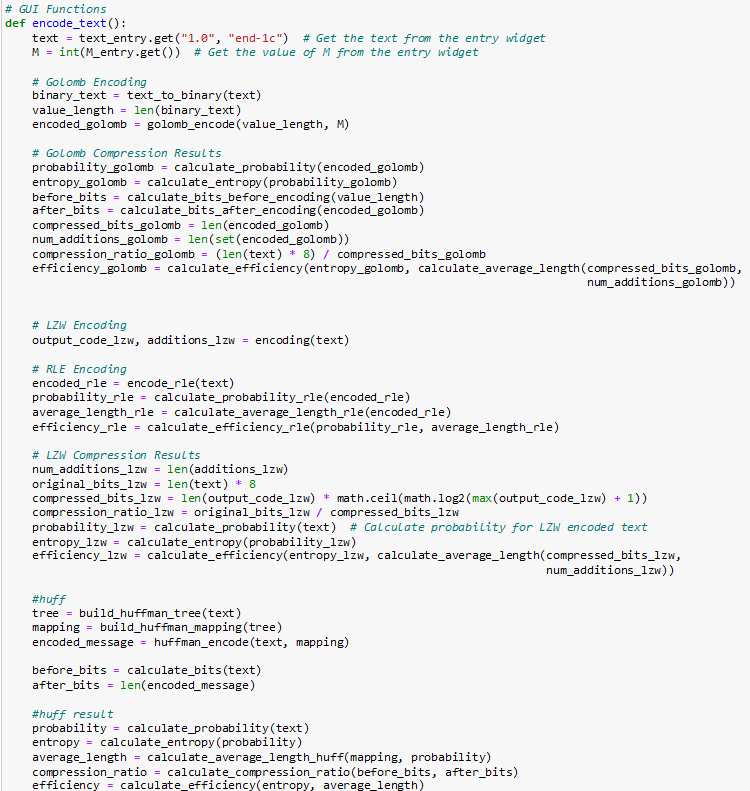 # GUI Functions
def encode_text():
    text = text_entry.get("1.0", "end-1c")  # Get the text from the entry widget
    M = int(M_entry.get())  # Get the value of M from the entry widget

    # Golomb Encoding
    binary_text = text_to_binary(text)
    value_length = len(binary_text)
    encoded_golomb = golomb_encode(value_length, M)

    # Golomb Compression Results
    probability_golomb = calculate_probability(encoded_golomb)
    entropy_golomb = calculate_entropy(probability_golomb)
    before_bits = calculate_bits_before_encoding(value_length)
    after_bits = calculate_bits_after_encoding(encoded_golomb)
    compressed_bits_golomb = len(encoded_golomb)
    num_additions_golomb = len(set(encoded_golomb))
    compression_ratio_golomb = (len(text) * 8) / compressed_bits_golomb
    efficiency_golomb = calculate_efficiency(entropy_golomb, calculate_average_length(compressed_bits_golomb,
                                                                                      num_additions_golomb))


    # LZW Encoding
    output_code_lzw, additions_lzw = encoding(text)

    # RLE Encoding
    encoded_rle = encode_rle(text)
    probability_rle = calculate_probability_rle(encoded_rle)
    average_length_rle = calculate_average_length_rle(encoded_rle)
    efficiency_rle = calculate_efficiency_rle(probability_rle, average_length_rle)

    # LZW Compression Results
    num_additions_lzw = len(additions_lzw)
    original_bits_lzw = len(text) * 8
    compressed_bits_lzw = len(output_code_lzw) * math.ceil(math.log2(max(output_code_lzw) + 1))
    compression_ratio_lzw = original_bits_lzw / compressed_bits_lzw
    probability_lzw = calculate_probability(text)  # Calculate probability for LZW encoded text
    entropy_lzw = calculate_entropy(probability_lzw)
    efficiency_lzw = calculate_efficiency(entropy_lzw, calculate_average_length(compressed_bits_lzw,
                                                                                num_additions_lzw))

    #huff
    tree = build_huffman_tree(text)
    mapping = build_huffman_mapping(tree)
    encoded_message = huffman_encode(text, mapping)

    before_bits = calculate_bits(text)
    after_bits = len(encoded_message)

    #huff result
    probability = calculate_probability(text)
    entropy = calculate_entropy(probability)
    average_length = calculate_average_length_huff(mapping, probability)
    compression_ratio = calculate_compression_ratio(before_bits, after_bits)
    efficiency = calculate_efficiency(entropy, average_length)